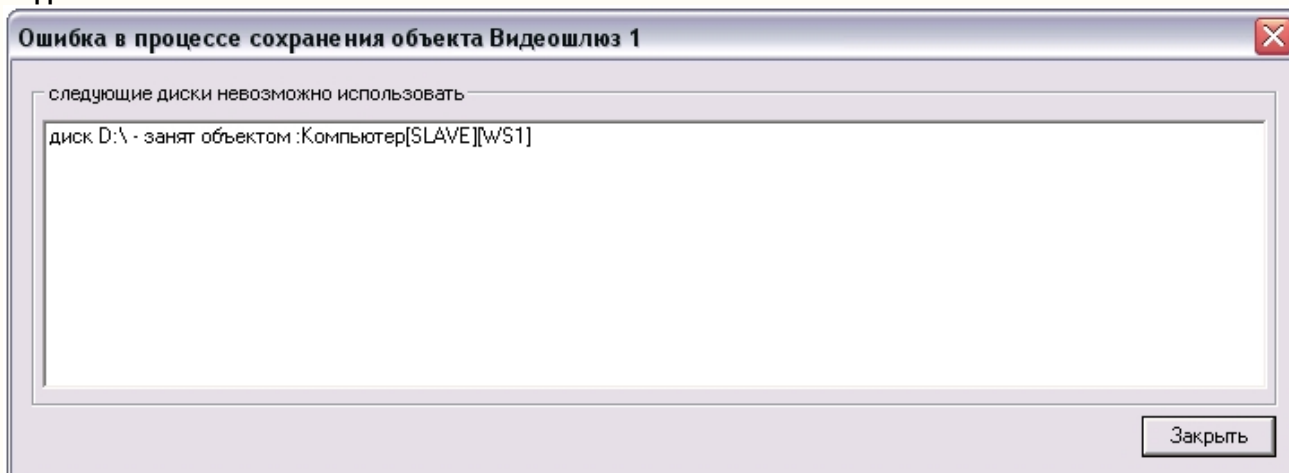 Ошибка в процессе сохранения объекта Видеошлюз 1
следующие диски невозможно использовать
диск D:\ - занят объектом :Компьютер[SLAVE][WS1]
Закрыть